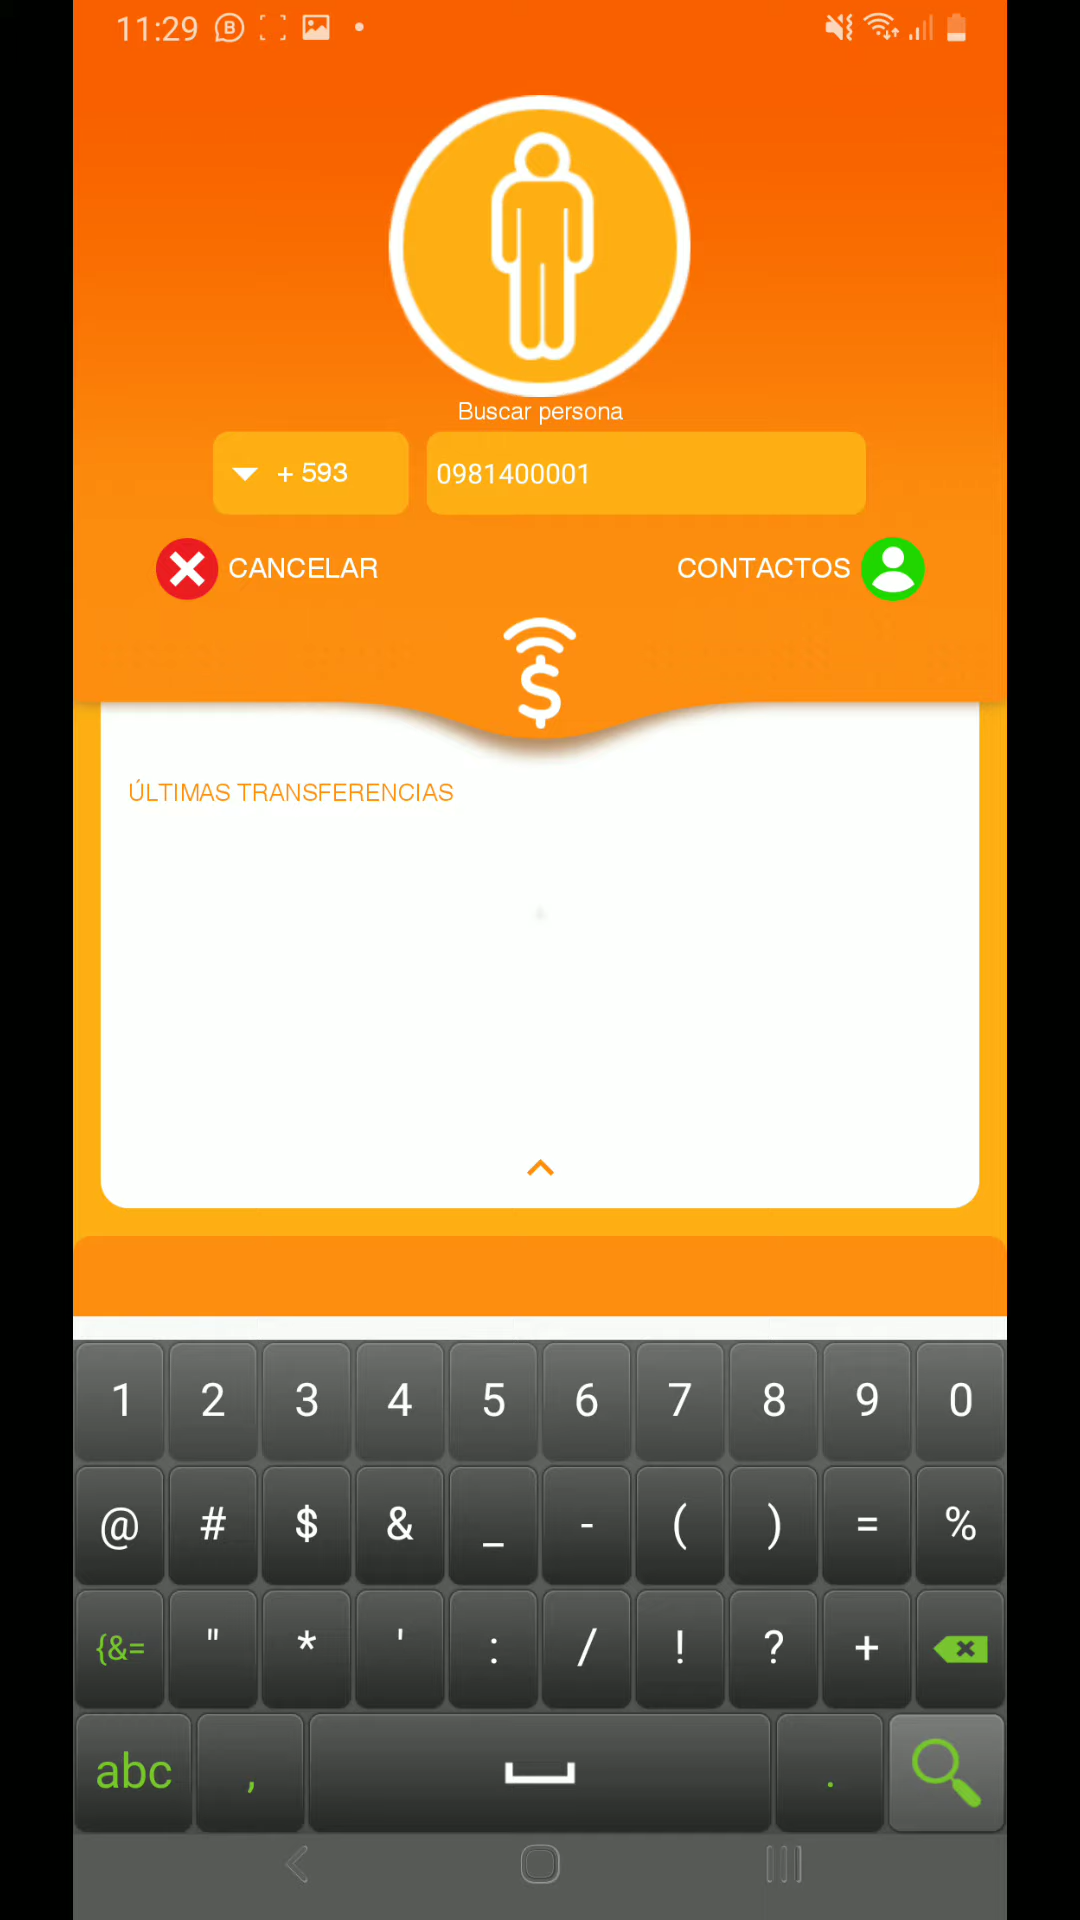 11:29
Buscar persona
+ 593 0981400001
CANCELAR CONTACTOS
$
ÚLTIMAS TRANSFERENCIAS
1 2 3 4 5 6 7 8 9 0
@ # $ & _ - ( ) = %
{&= " * ' : / ! ? +
abc , .